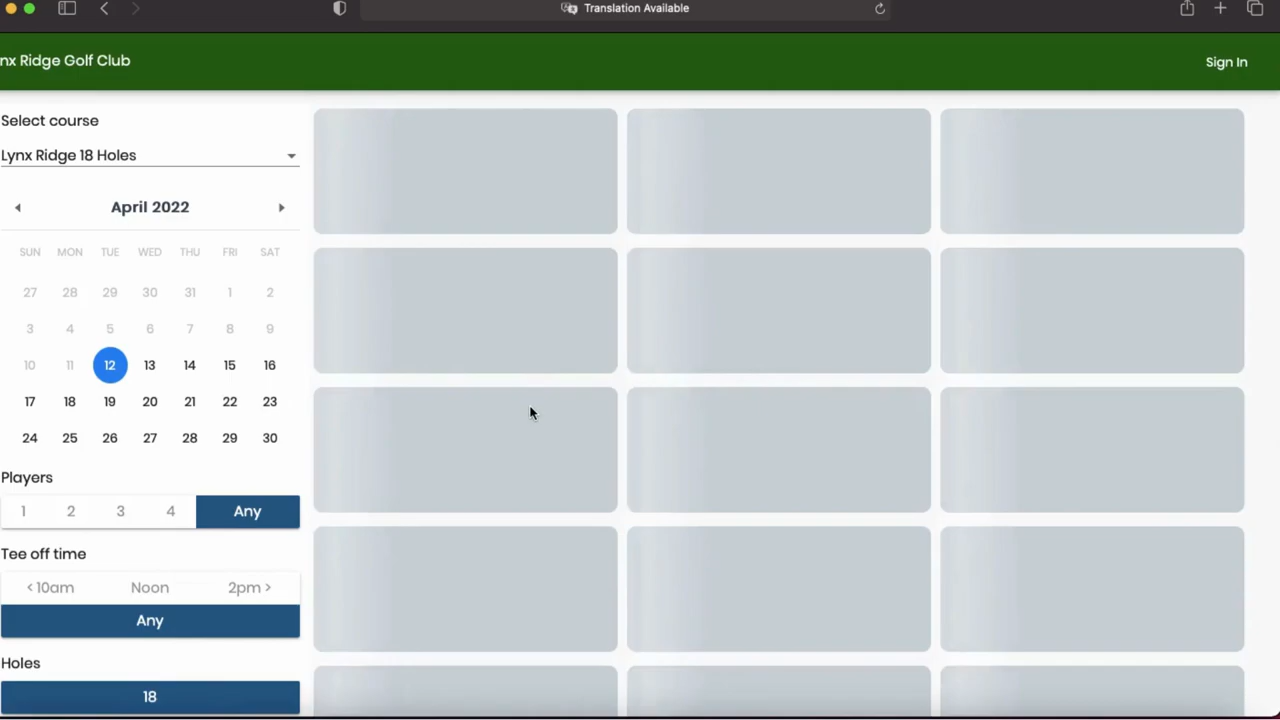 Translation Available
nx Ridge Golf Club
Sign In
Select course
Lynx Ridge 18 Holes
April 2022
SUN MON TUE WED THU FRI SAT
27 28 29 30 31 1 2
3 4 5 6 7 8 9
10 11 12 13 14 15 16
17 18 19 20 21 22 23
24 25 26 27 28 29 30
Players
1 2 3 4 Any
Tee off time
< 10am Noon 2pm >
Any
Holes
18